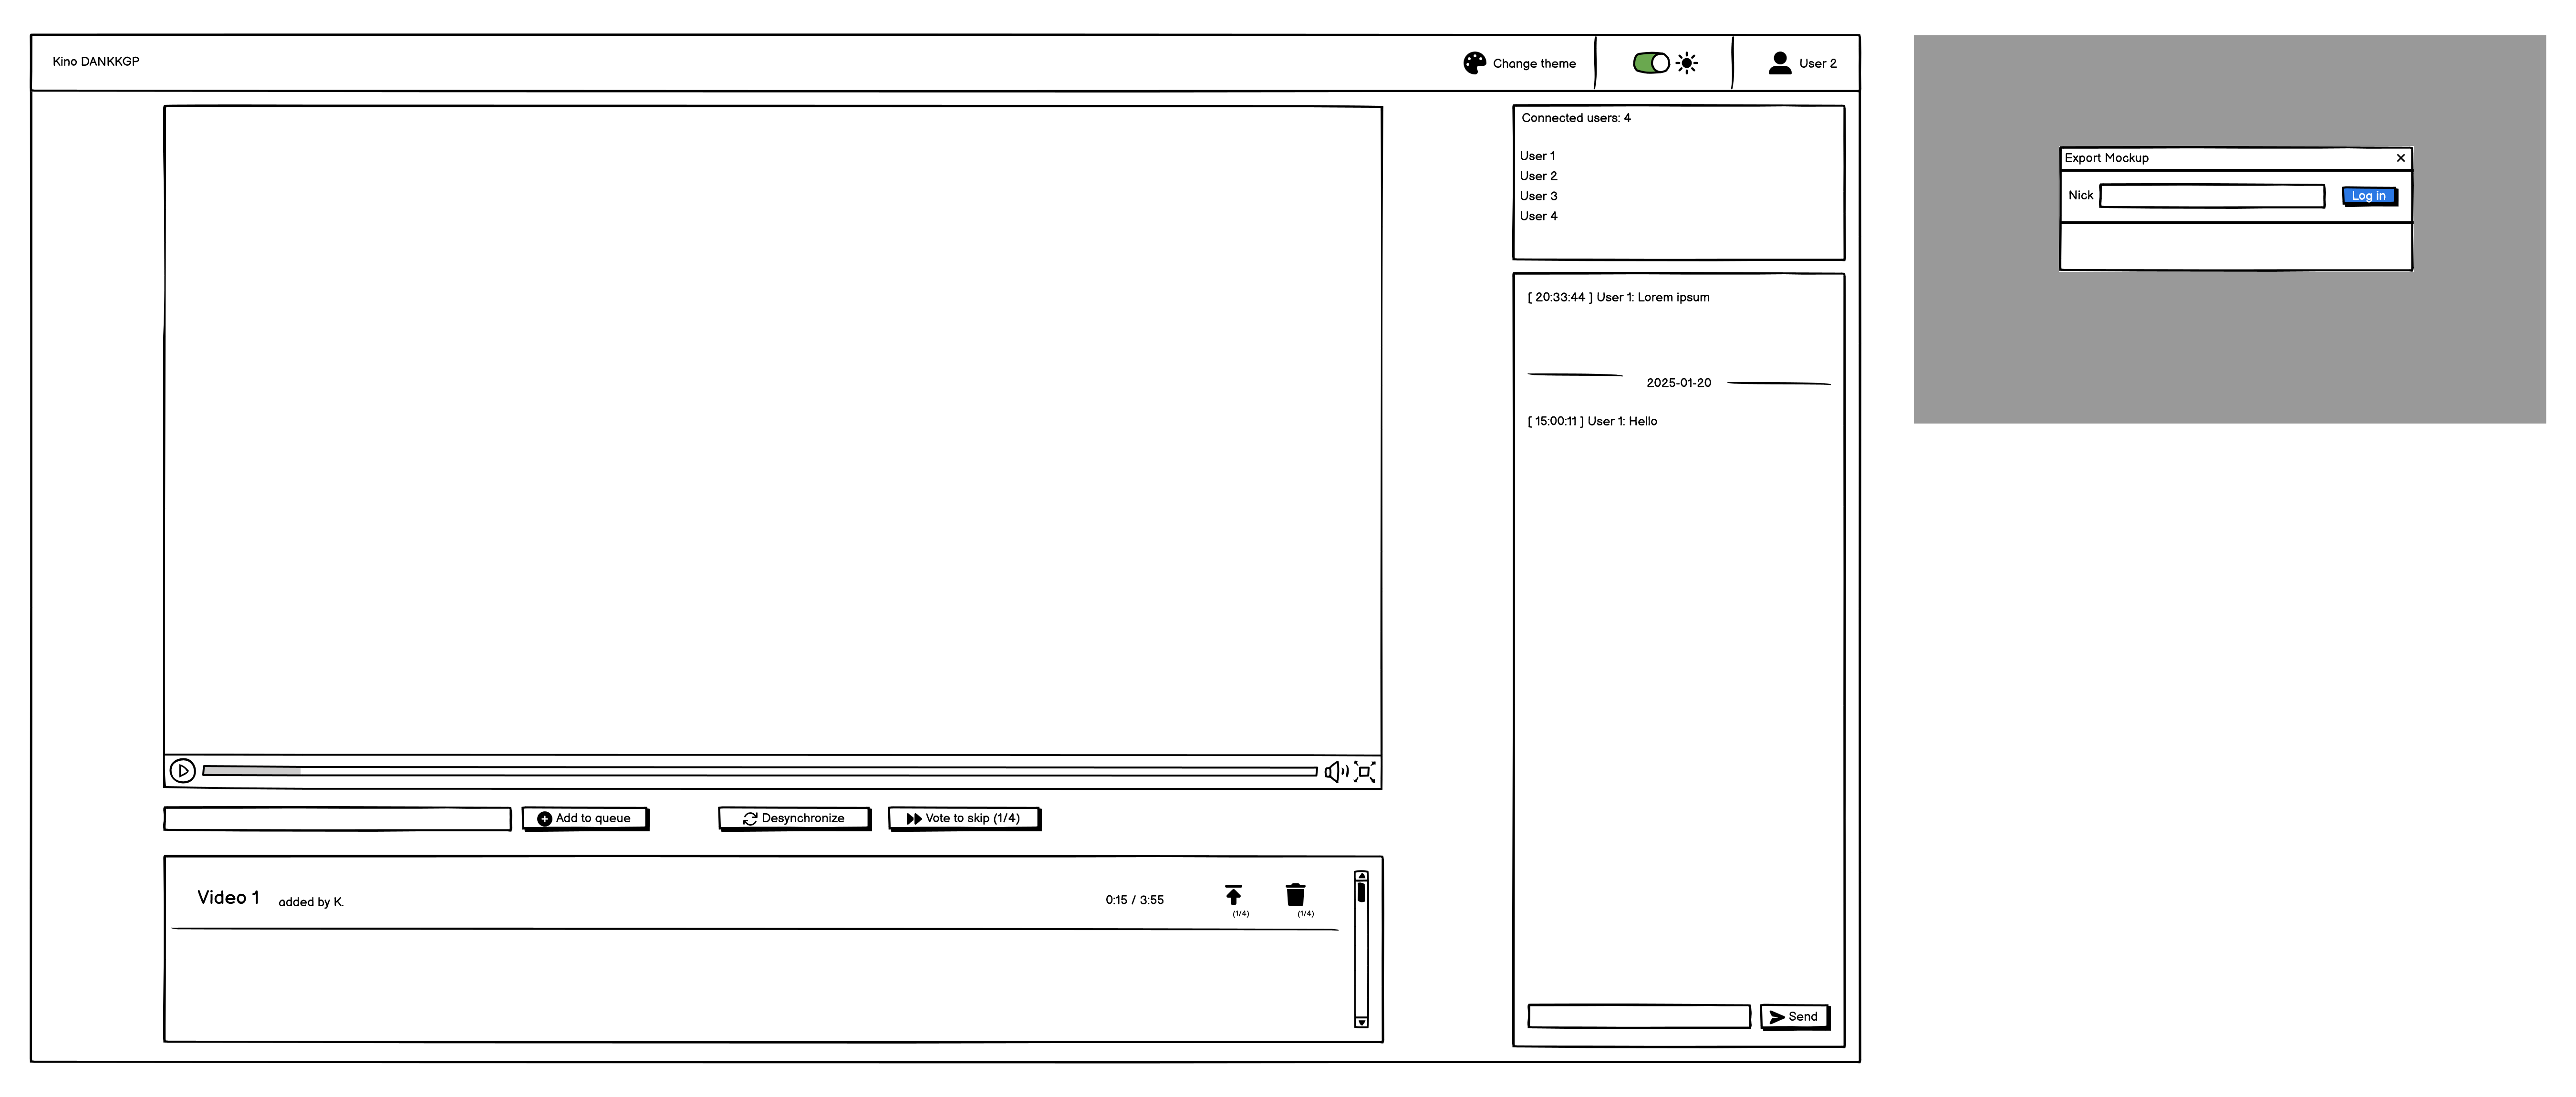 Kino DANKKGP
Change theme
User 2
Connected users: 4
User 1
User 2
User 3
User 4
[ 20:33:44 ] User 1: Lorem ipsum
2025-01-20
[ 15:00:11 ] User 1: Hello
Send
Add to queue
Desynchronize
Vote to skip (1/4)
Video 1 added by K. 0:15 / 3:55
(1/4) (1/4)
Export Mockup
Nick
Log in